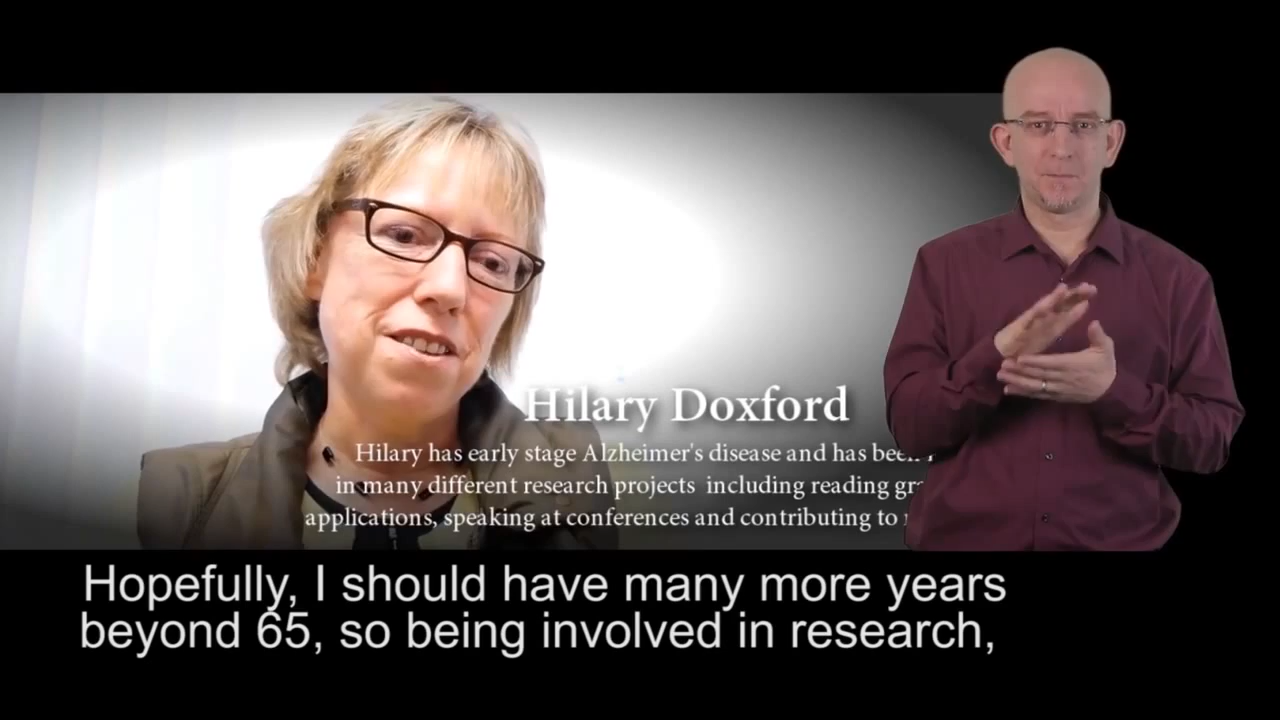 Hilary Doxford
Hilary has early stage Alzheimer's disease and has
in many different research projects including reading
applications, speaking at conferences and contributing to
Hopefully, I should have many more years
beyond 65, so being involved in research,